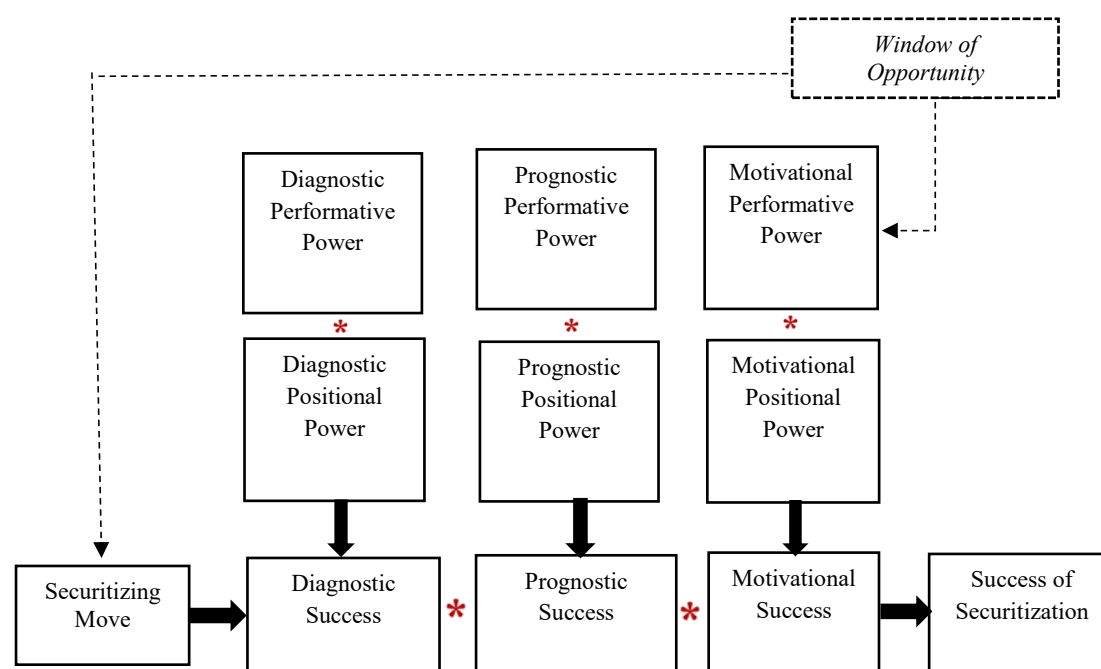 Window of
Opportunity
Diagnostic
Performative
Power
Prognostic
Performative
Power
Motivational
Performative
Power
*
*
*
Diagnostic
Positional
Power
Prognostic
Positional
Power
Motivational
Positional
Power
Securitizing
Move
Diagnostic
Success
*
Prognostic
Success
*
Motivational
Success
Success of
Securitization